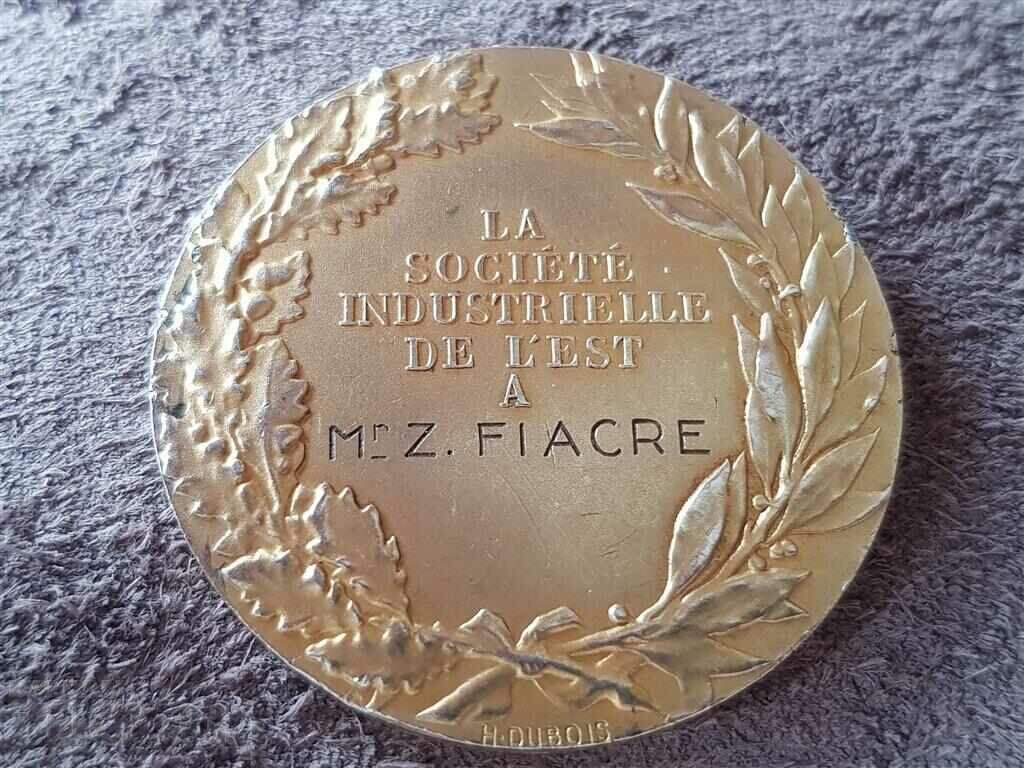 LA
SOCIÉTÉ
INDUSTRIELLE
DE L'EST
A
Mr Z. FIACRE
H·DUBOIS